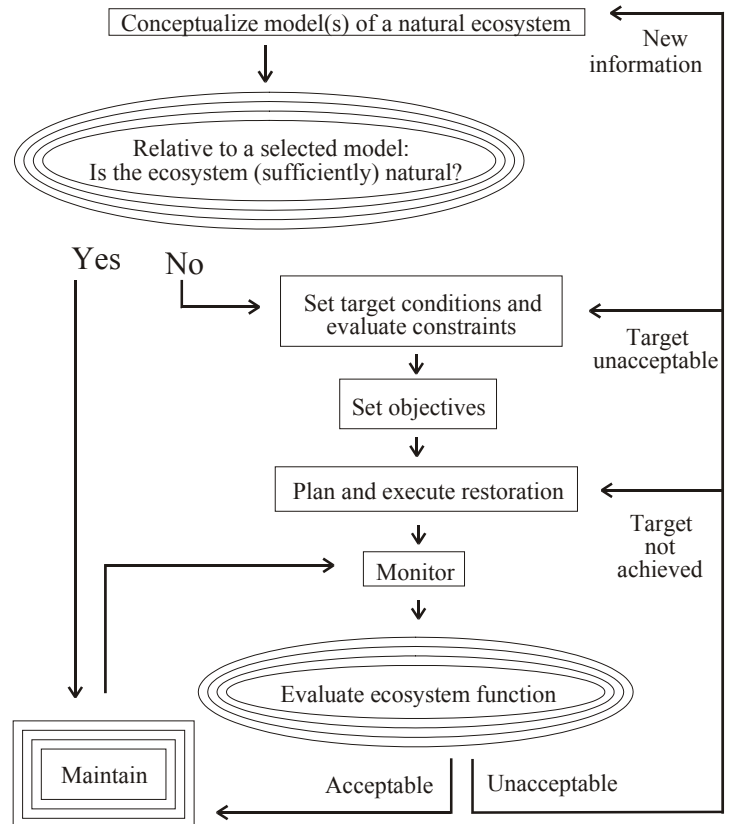 Conceptualize model(s) of a natural ecosystem
New
information
Relative to a selected model:
Is the ecosystem (sufficiently) natural?
Yes
No
Set target conditions and
evaluate constraints
Target
unacceptable
Set objectives
Plan and execute restoration
Target
not
achieved
Monitor
Evaluate ecosystem function
Maintain
Acceptable
Unacceptable